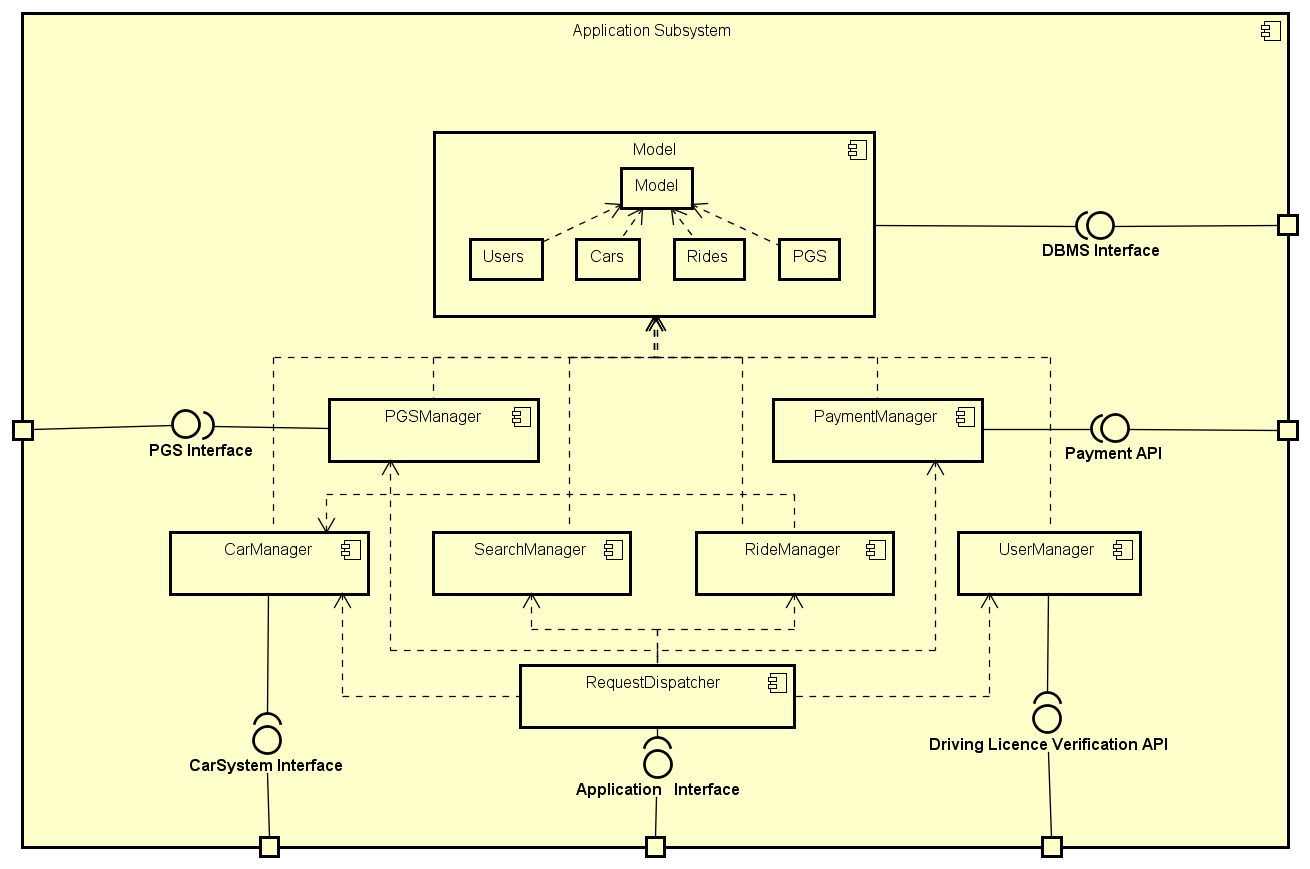 Application Subsystem
Model
Model
Users
Cars
Rides
PGS
DBMS Interface
PGSManager
PaymentManager
PGS Interface
Payment API
CarManager
SearchManager
RideManager
UserManager
RequestDispatcher
Driving Licence Verification API
CarSystem Interface
Application Interface